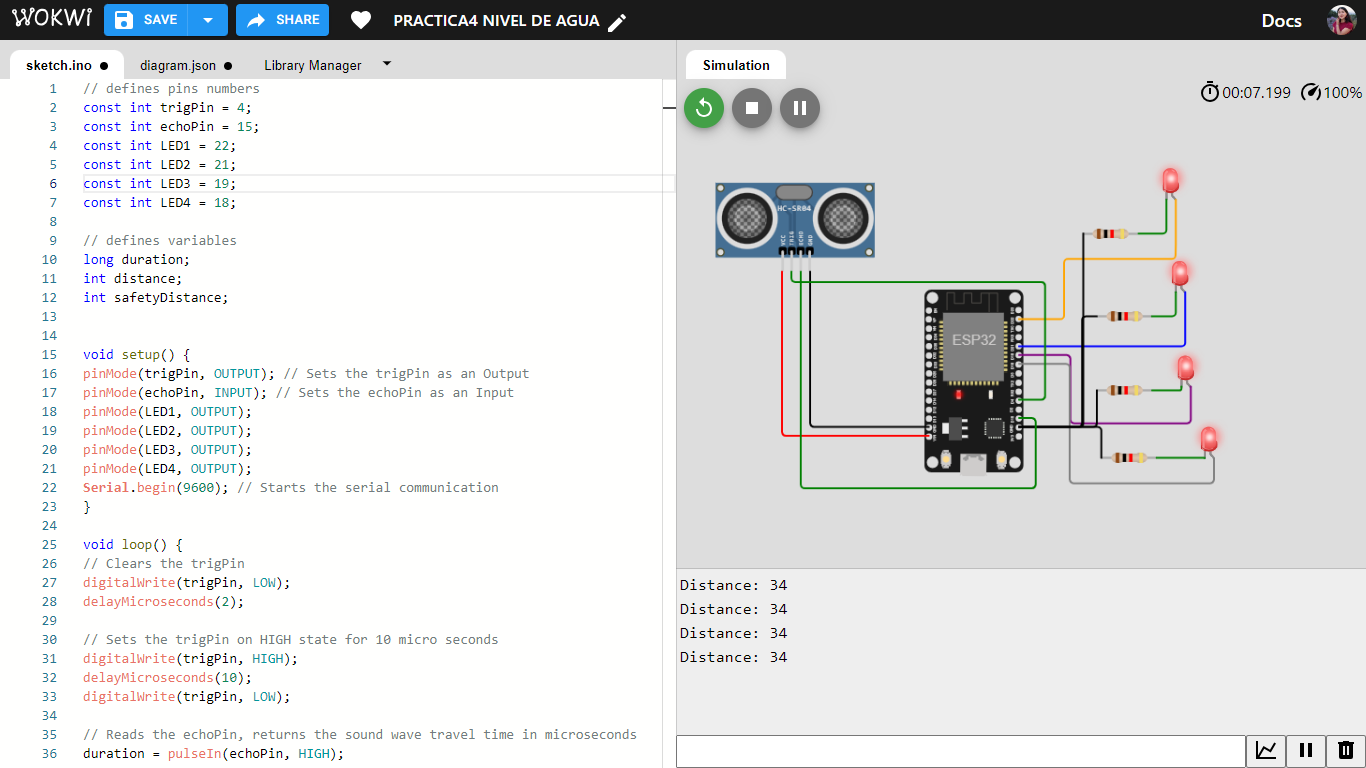 WOKWI
SAVE
SHARE
PRACTICA4 NIVEL DE AGUA
Docs
sketch.ino
diagram.json
Library Manager
1 // defines pins numbers
2 const int trigPin = 4;
3 const int echoPin = 15;
4 const int LED1 = 22;
5 const int LED2 = 21;
6 const int LED3 = 19;
7 const int LED4 = 18;
8
9 // defines variables
10 long duration;
11 int distance;
12 int safetyDistance;
13
14
15 void setup() {
16 pinMode(trigPin, OUTPUT); // Sets the trigPin as an Output
17 pinMode(echoPin, INPUT); // Sets the echoPin as an Input
18 pinMode(LED1, OUTPUT);
19 pinMode(LED2, OUTPUT);
20 pinMode(LED3, OUTPUT);
21 pinMode(LED4, OUTPUT);
22 Serial.begin(9600); // Starts the serial communication
23 }
24
25 void loop() {
26 // Clears the trigPin
27 digitalWrite(trigPin, LOW);
28 delayMicroseconds(2);
29
30 // Sets the trigPin on HIGH state for 10 micro seconds
31 digitalWrite(trigPin, HIGH);
32 delayMicroseconds(10);
33 digitalWrite(trigPin, LOW);
34
35 // Reads the echoPin, returns the sound wave travel time in microseconds
36 duration = pulseIn(echoPin, HIGH);
Simulation
00:07.199
100%
HC-SR04
VCC
TRIG
ECHO
GND
ESP32
Distance: 34
Distance: 34
Distance: 34
Distance: 34